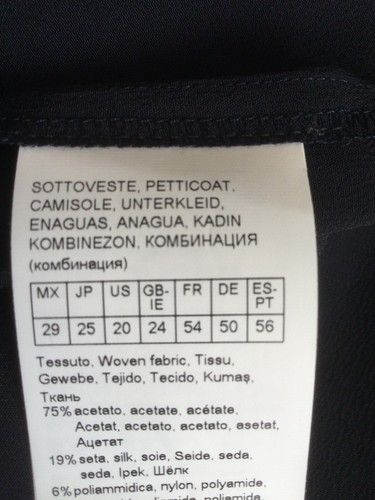 SOTTOVESTE, PETTICOAT,
CAMISOLE, UNTERKLEID,
ENAGUAS, ANAGUA, KADIN
KOMBINEZON, КОМБИНАЦИЯ
(комбинация)
MX JP US GB-IE FR DE ES-PT
29 25 20 24 54 50 56
Tessuto, Woven fabric, Tissu,
Gewebe, Tejido, Tecido, Kumaş,
Ткань
75% acetato, acetate, acétate,
Acetat, acetato, acetato, asetat,
Ацетат
19% seta, silk, soie, Seide, seda,
seda, Ipek, Шёлк
6% poliammidica, nylon, polyamide,